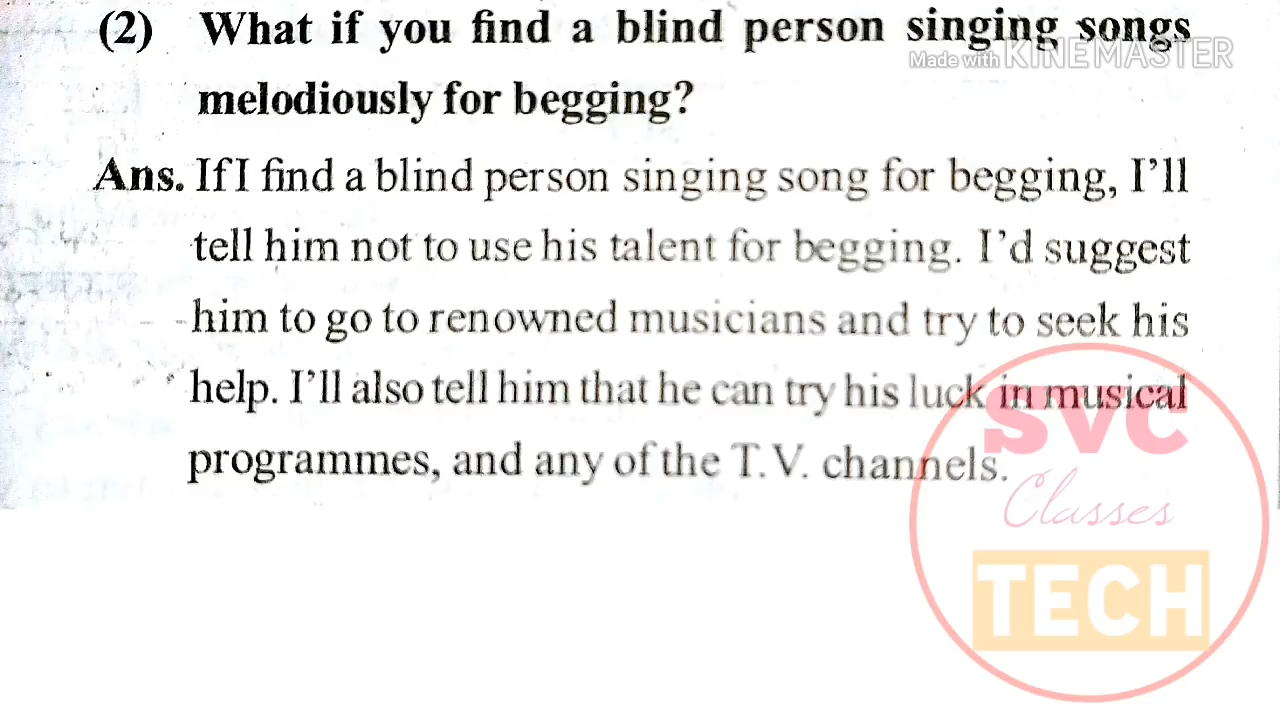 (2) What if you find a blind person singing songs
Made with KINEMASTER
melodiously for begging?
Ans. If I find a blind person singing song for begging, I'll
tell him not to use his talent for begging. I'd suggest
him to go to renowned musicians and try to seek his
help. I'll also tell him that he can try his luck in musical
programmes, and any of the T.V. channels.
SVC
Classes
TECH